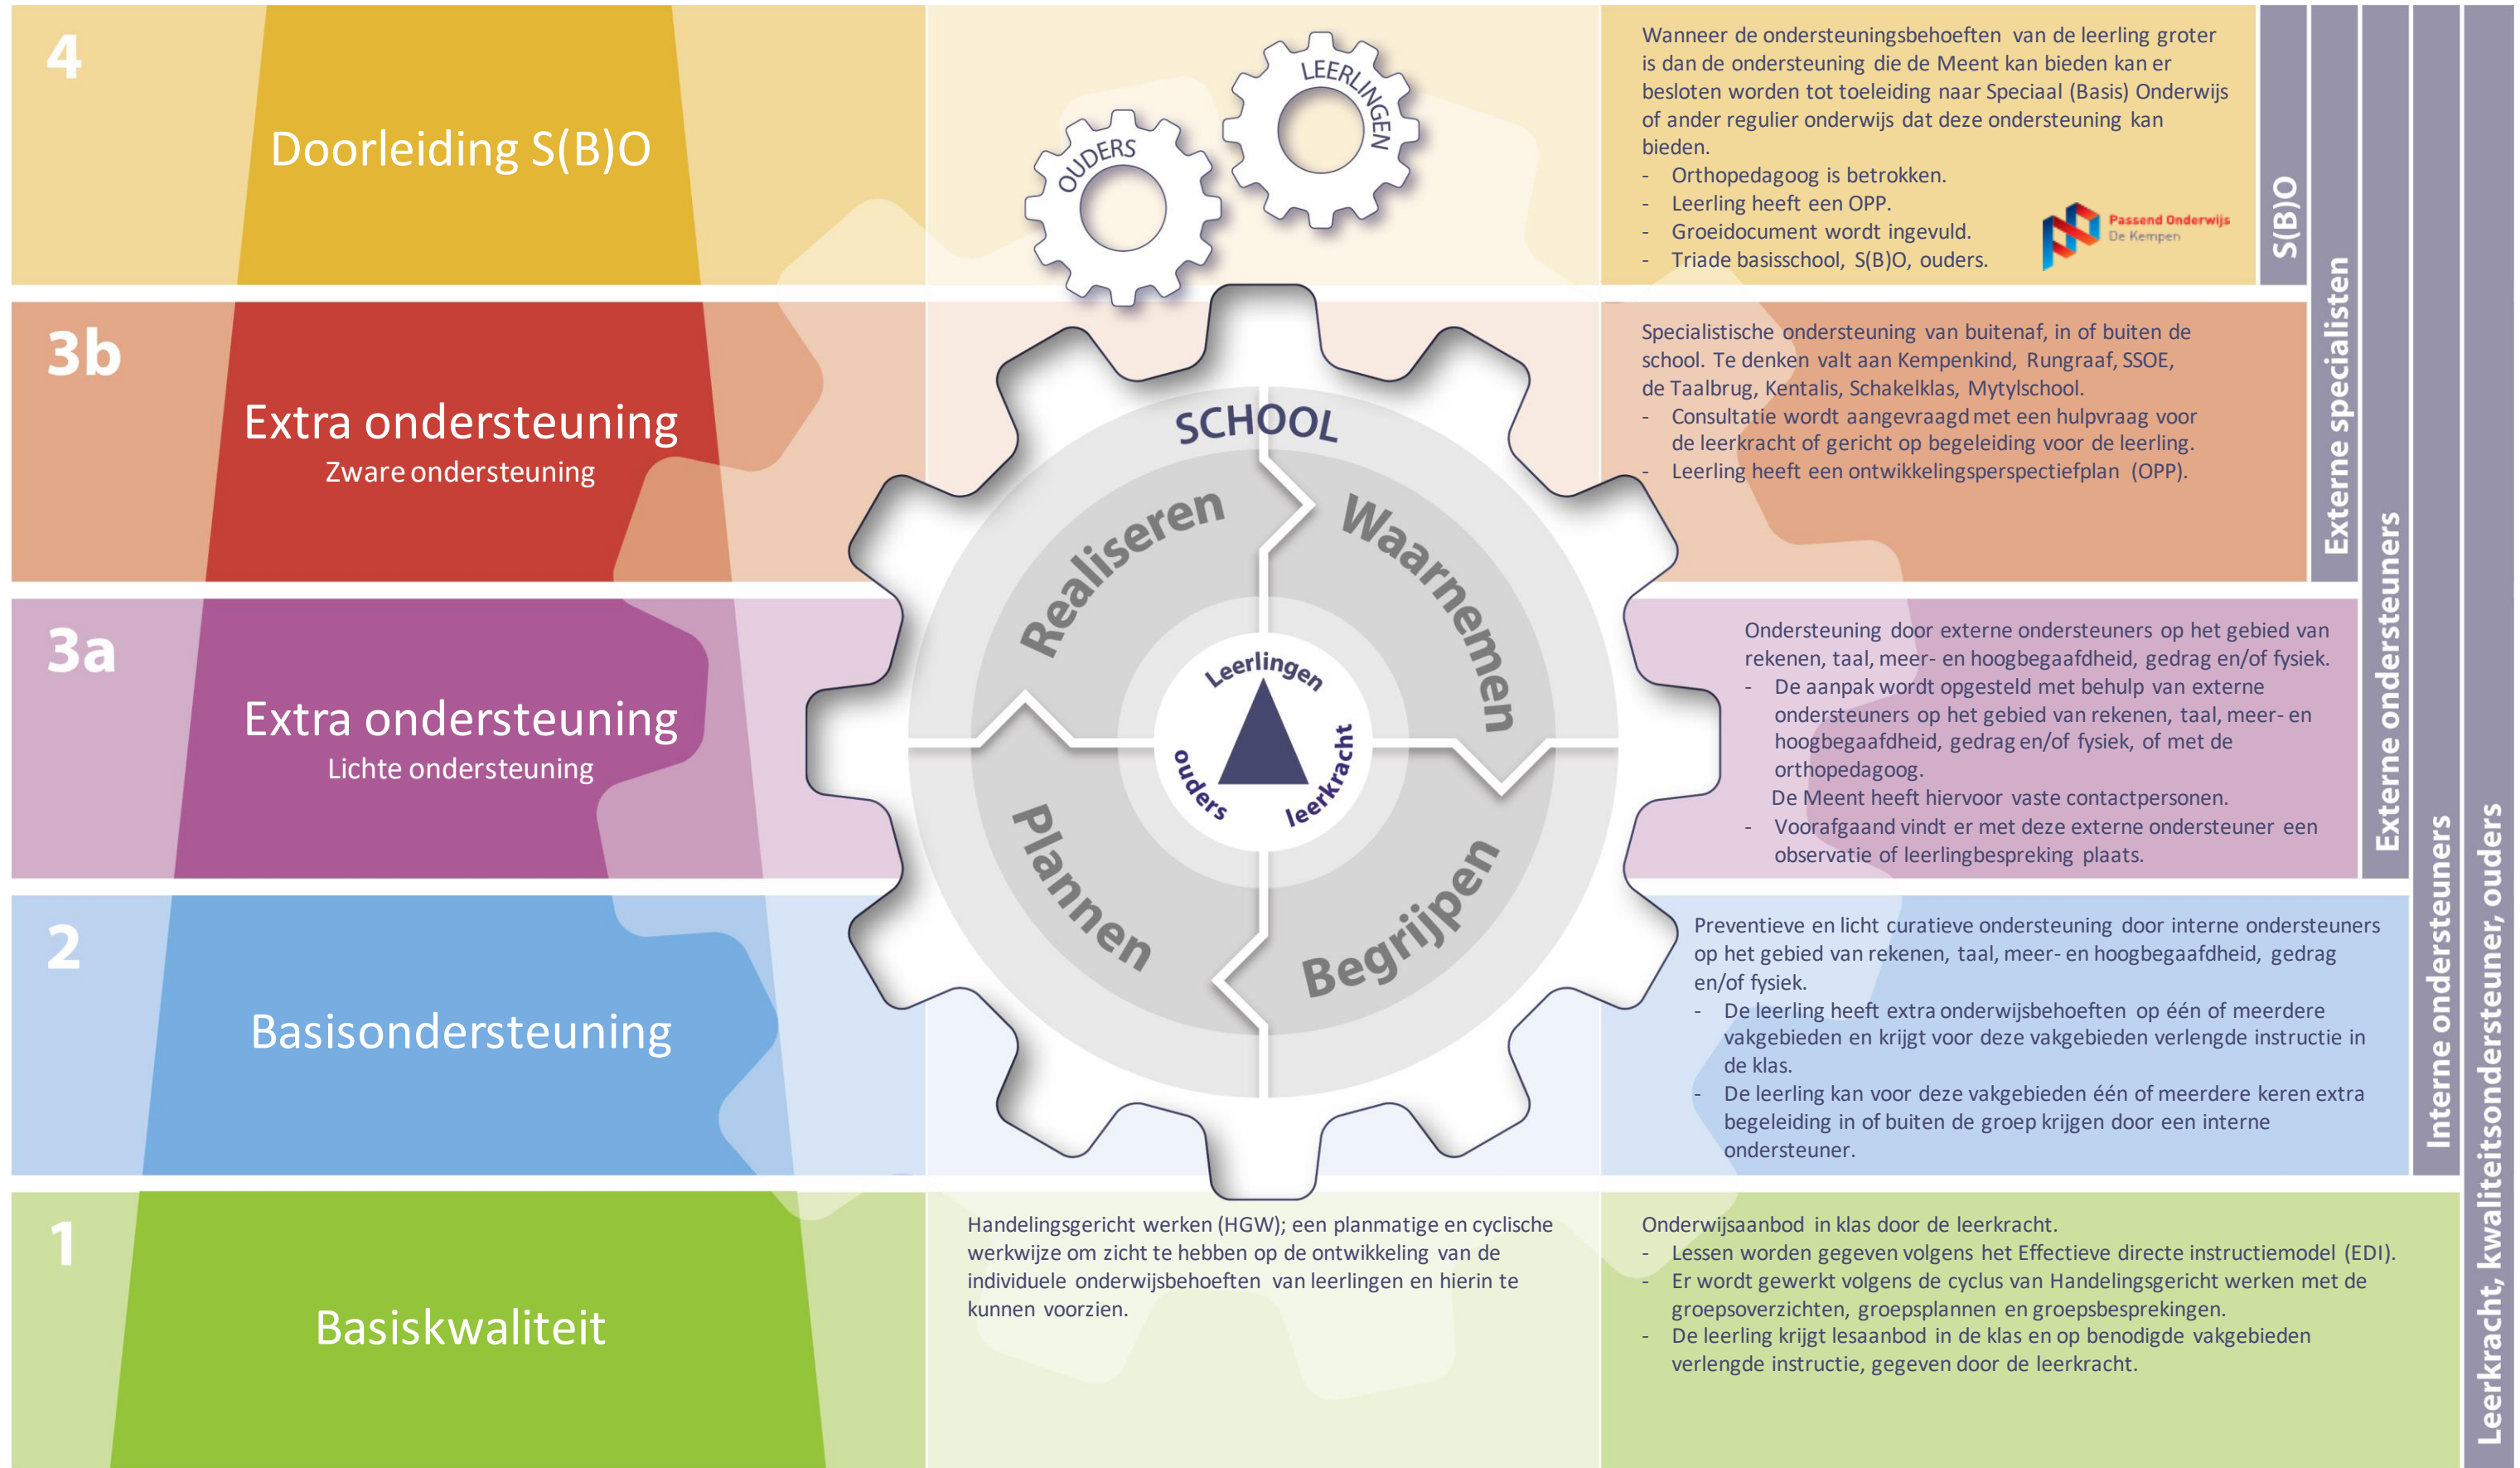 4
Doorleiding S(B)O
OUDERS
LEERLINGEN
Wanneer de ondersteuningsbehoeften van de leerling groter
is dan de ondersteuning die de Meent kan bieden kan er
besloten worden tot toeleiding naar Speciaal (Basis) Onderwijs
of ander regulier onderwijs dat deze ondersteuning kan
bieden.
- Orthopedagoog is betrokken.
- Leerling heeft een OPP.
- Groeidocument wordt ingevuld.
- Triade basisschool, S(B)O, ouders.
Passend Onderwijs
De Kempen
S(B)O
3b
Extra ondersteuning
Zware ondersteuning
Specialistische ondersteuning van buitenaf, in of buiten de
school. Te denken valt aan Kempenkind, Rungraaf, SSOE,
de Taalbrug, Kentalis, Schakelklas, Mytylschool.
- Consultatie wordt aangevraagd met een hulpvraag voor
de leerkracht of gericht op begeleiding voor de leerling.
- Leerling heeft een ontwikkelingsperspectiefplan (OPP).
Externe specialisten
SCHOOL
Realiseren
Waarnemen
Plannen
Begrijpen
Leerlingen
ouders
leerkracht
3a
Extra ondersteuning
Lichte ondersteuning
Ondersteuning door externe ondersteuners op het gebied van
rekenen, taal, meer- en hoogbegaafdheid, gedrag en/of fysiek.
- De aanpak wordt opgesteld met behulp van externe
ondersteuners op het gebied van rekenen, taal, meer- en
hoogbegaafdheid, gedrag en/of fysiek, of met de
orthopedagoog.
De Meent heeft hiervoor vaste contactpersonen.
- Voorafgaand vindt er met deze externe ondersteuner een
observatie of leerlingbespreking plaats.
Externe ondersteuners
2
Basisondersteuning
Preventieve en licht curatieve ondersteuning door interne ondersteuners
op het gebied van rekenen, taal, meer- en hoogbegaafdheid, gedrag
en/of fysiek.
- De leerling heeft extra onderwijsbehoeften op één of meerdere
vakgebieden en krijgt voor deze vakgebieden verlengde instructie in
de klas.
- De leerling kan voor deze vakgebieden één of meerdere keren extra
begeleiding in of buiten de groep krijgen door een interne
ondersteuner.
Interne ondersteuners
1
Basiskwaliteit
Handelingsgericht werken (HGW); een planmatige en cyclische
werkwijze om zicht te hebben op de ontwikkeling van de
individuele onderwijsbehoeften van leerlingen en hierin te
kunnen voorzien.
Onderwijsaanbod in klas door de leerkracht.
- Lessen worden gegeven volgens het Effectieve directe instructiemodel (EDI).
- Er wordt gewerkt volgens de cyclus van Handelingsgericht werken met de
groepsoverzichten, groepsplannen en groepsbesprekingen.
- De leerling krijgt lesaanbod in de klas en op benodigde vakgebieden
verlengde instructie, gegeven door de leerkracht.
Leerkracht, kwaliteitsondersteuner, ouders